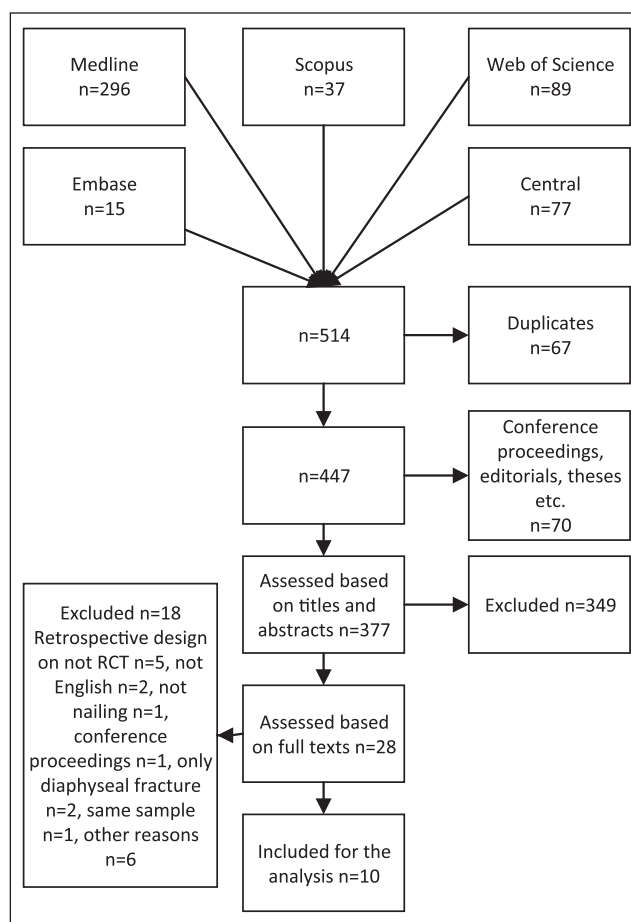 Medline
n=296
Scopus
n=37
Web of Science
n=89
Embase
n=15
Central
n=77
n=514
Duplicates
n=67
n=447
Conference
proceedings,
editorials, theses
etc.
n=70
Assessed based
on titles and
abstracts n=377
Excluded n=349
Excluded n=18
Retrospective design
on not RCT n=5, not
English n=2, not
nailing n=1,
conference
proceedings n=1, only
diaphyseal fracture
n=2, same sample
n=1, other reasons
n=6
Assessed based
on full texts n=28
Included for the
analysis n=10